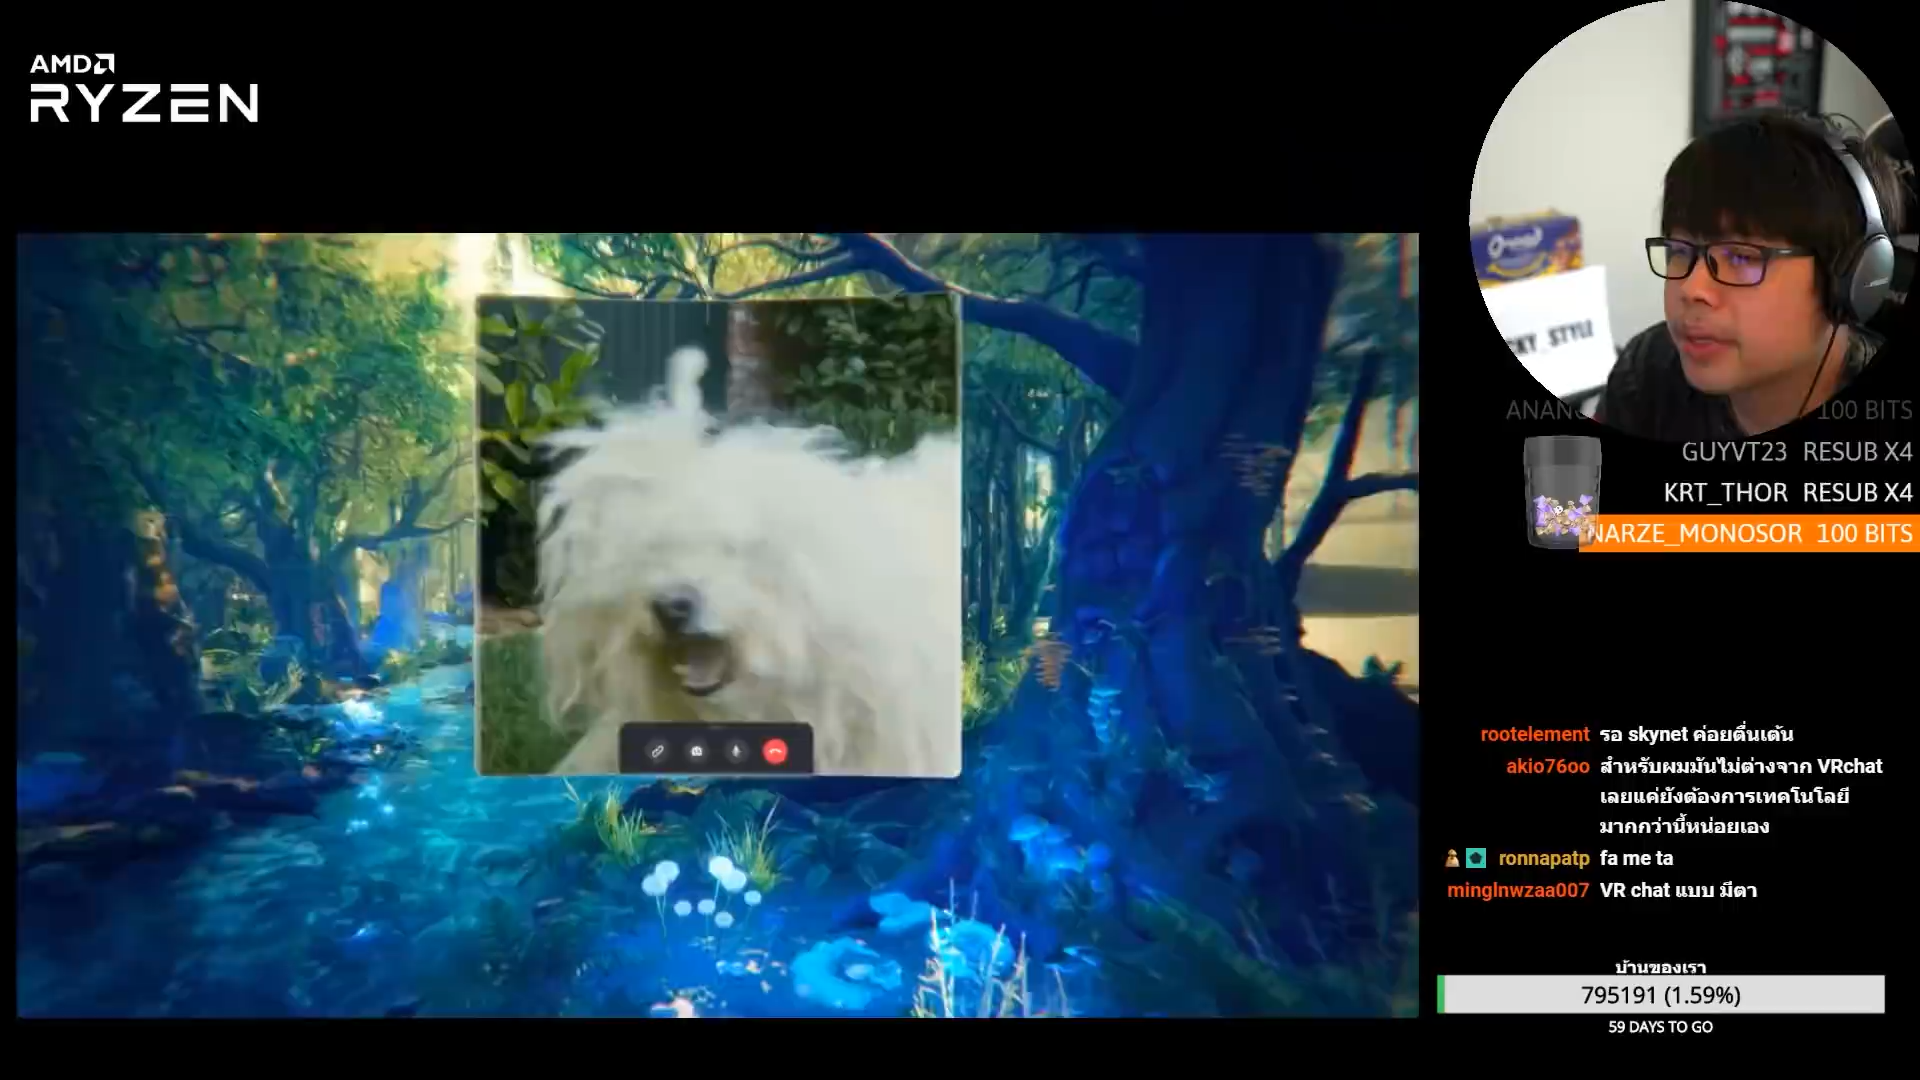 AMD
RYZEN
CKY_STYLE
100 BITS
GUYVT23 RESUB X4
KRT_THOR RESUB X4
NARZE_MONOSOR 100 BITS
rootelement รอ skynet ค่อยตื่นเต้น
akio76oo สำหรับผมมันไม่ต่างจาก VRchat
เลยแค่ยังต้องการเทคโนโลยี
มากกว่านี้หน่อยเอง
ronnapatp fa me ta
minglnwzaa007 VR chat แบบ มีตา
บ้านของเรา
795191 (1.59%)
59 DAYS TO GO